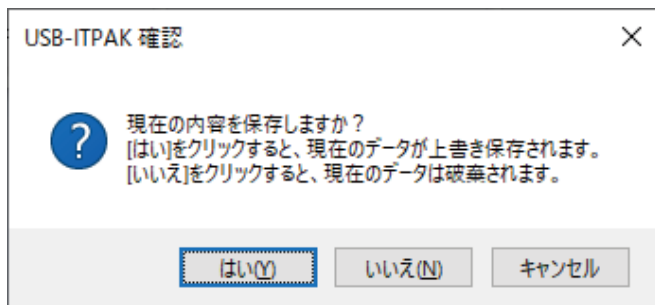 USB-ITPAK 確認
現在の内容を保存しますか？
[はい]をクリックすると、現在のデータが上書き保存されます。
[いいえ]をクリックすると、現在のデータは破棄されます。
はい(Y)
いいえ(N)
キャンセル